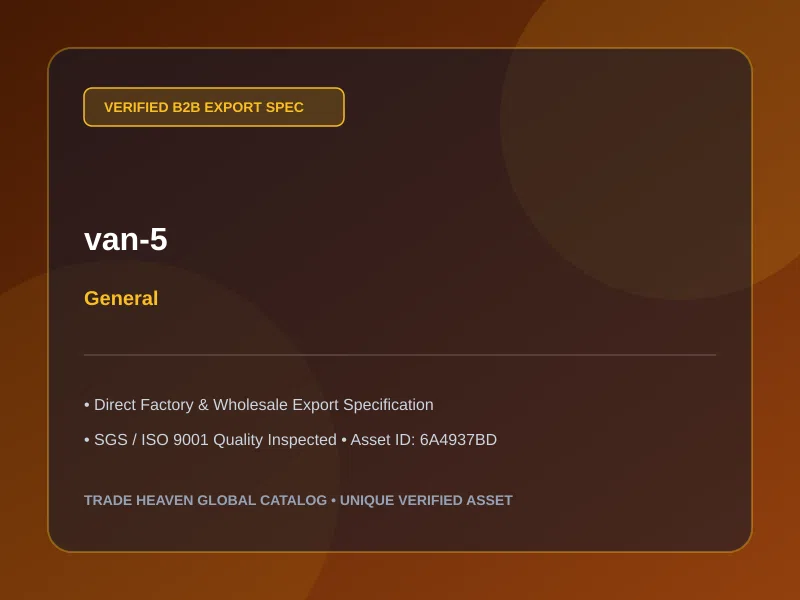 VERIFIED B2B EXPORT SPEC
van-5
General
• Direct Factory & Wholesale Export Specification
• SGS / ISO 9001 Quality Inspected • Asset ID: 6A4937BD
TRADE HEAVEN GLOBAL CATALOG • UNIQUE VERIFIED ASSET